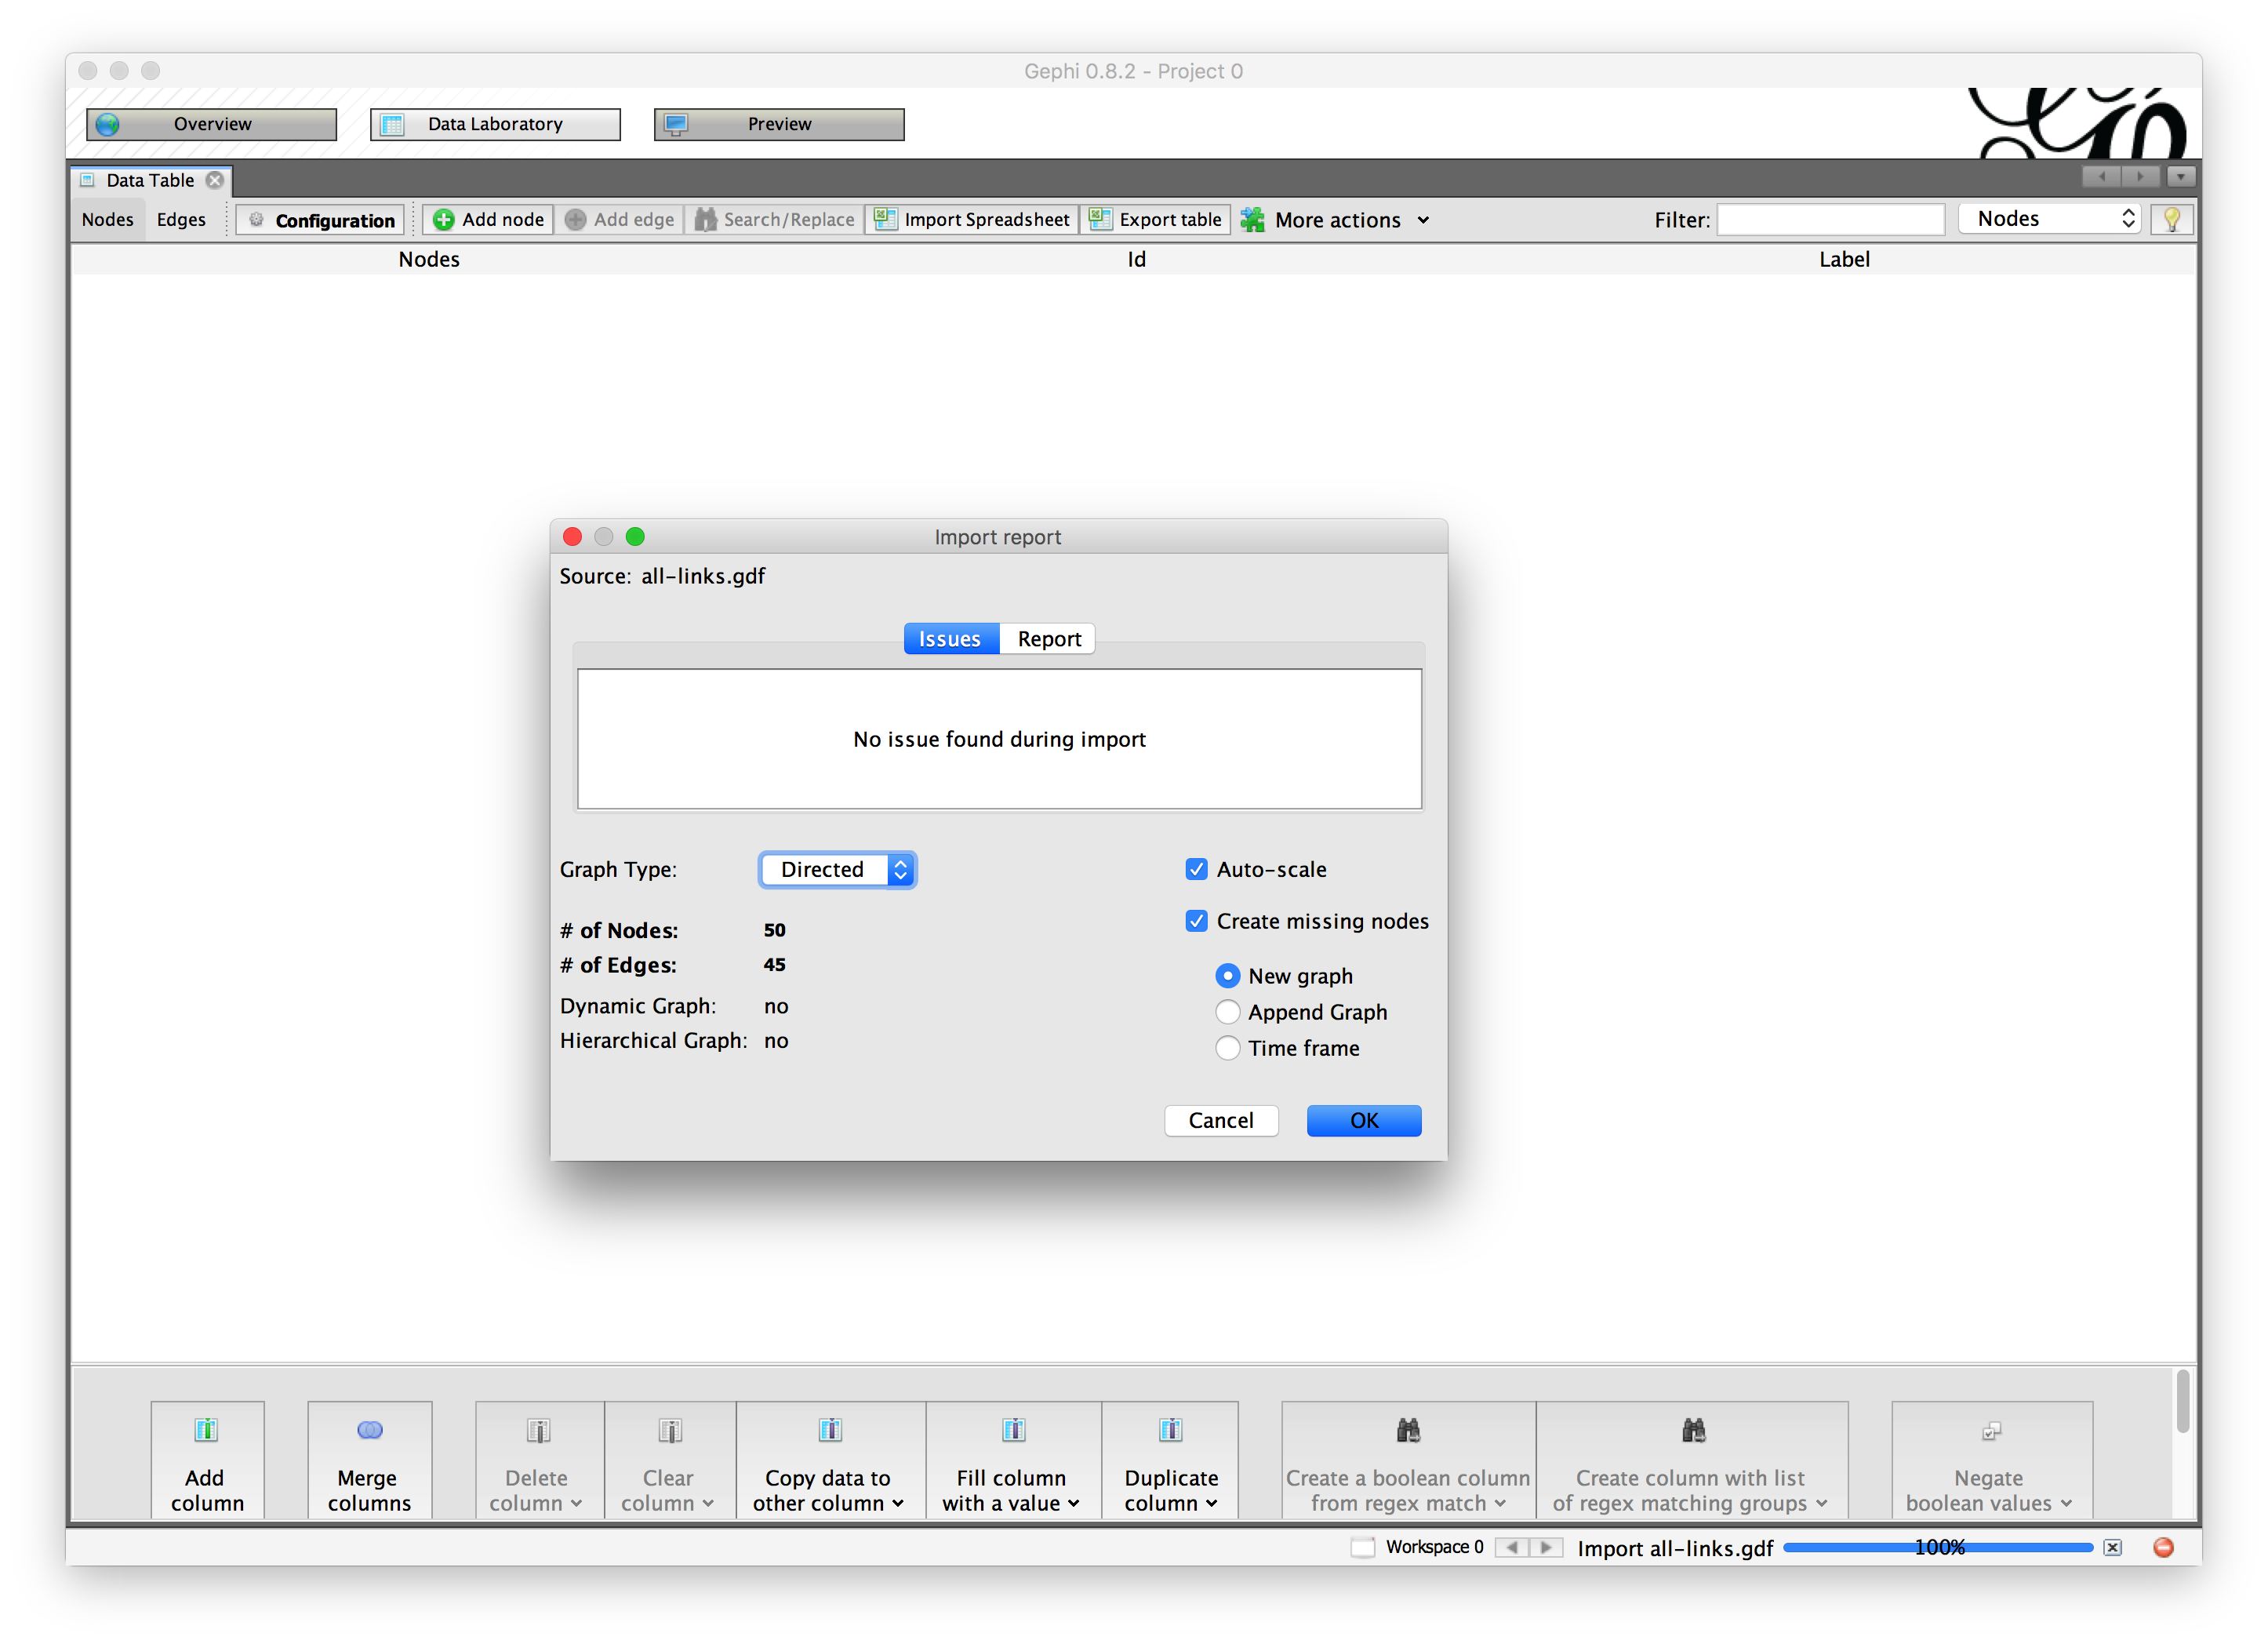 Gephi 0.8.2 - Project 0
Overview Data Laboratory Preview
Data Table
Nodes Edges Configuration Add node Add edge Search/Replace Import Spreadsheet Export table More actions Filter: Nodes
Nodes Id Label
Import report
Source: all-links.gdf
Issues Report
No issue found during import
Graph Type: Directed Auto-scale
Create missing nodes
# of Nodes: 50
# of Edges: 45
New graph
Dynamic Graph: no Append Graph
Hierarchical Graph: no Time frame
Cancel OK
Add column
Merge columns
Delete column
Clear column
Copy data to other column
Fill column with a value
Duplicate column
Create a boolean column from regex match
Create column with list of regex matching groups
Negate boolean values
Workspace 0 Import all-links.gdf 100%